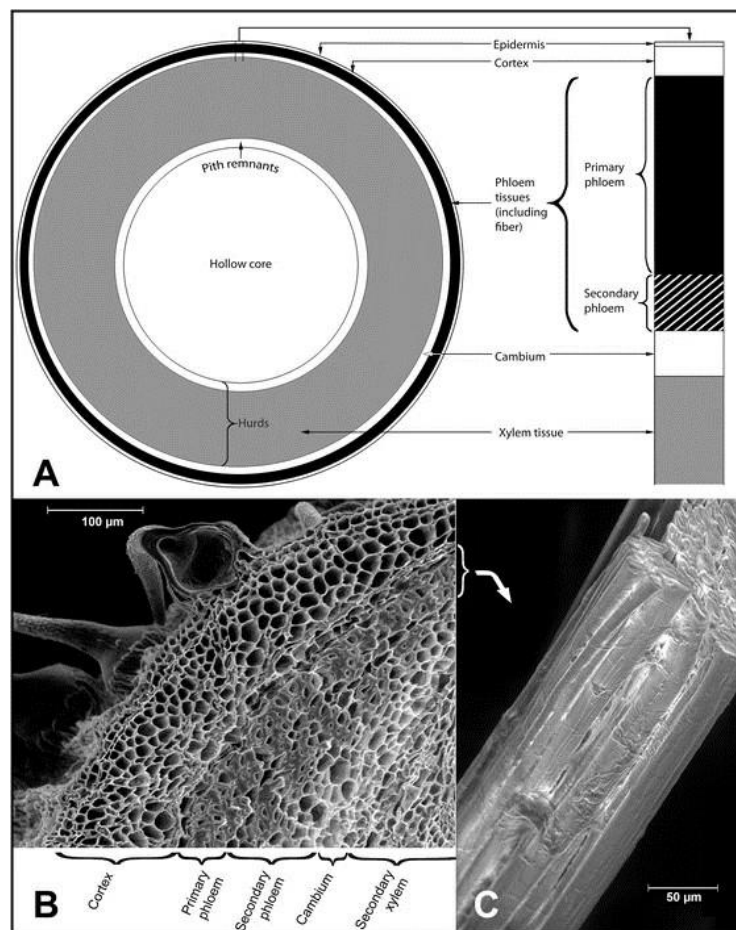 Epidermis
Cortex
Pith remnants
Primary
phloem
Phloem
tissues
(including
fiber)
Hollow core
Secondary
phloem
Cambium
Hurds
Xylem tissue
A
100 µm
B
Cortex
Primary
phloem
Secondary
phloem
Cambium
Secondary
xylem
C
50 µm